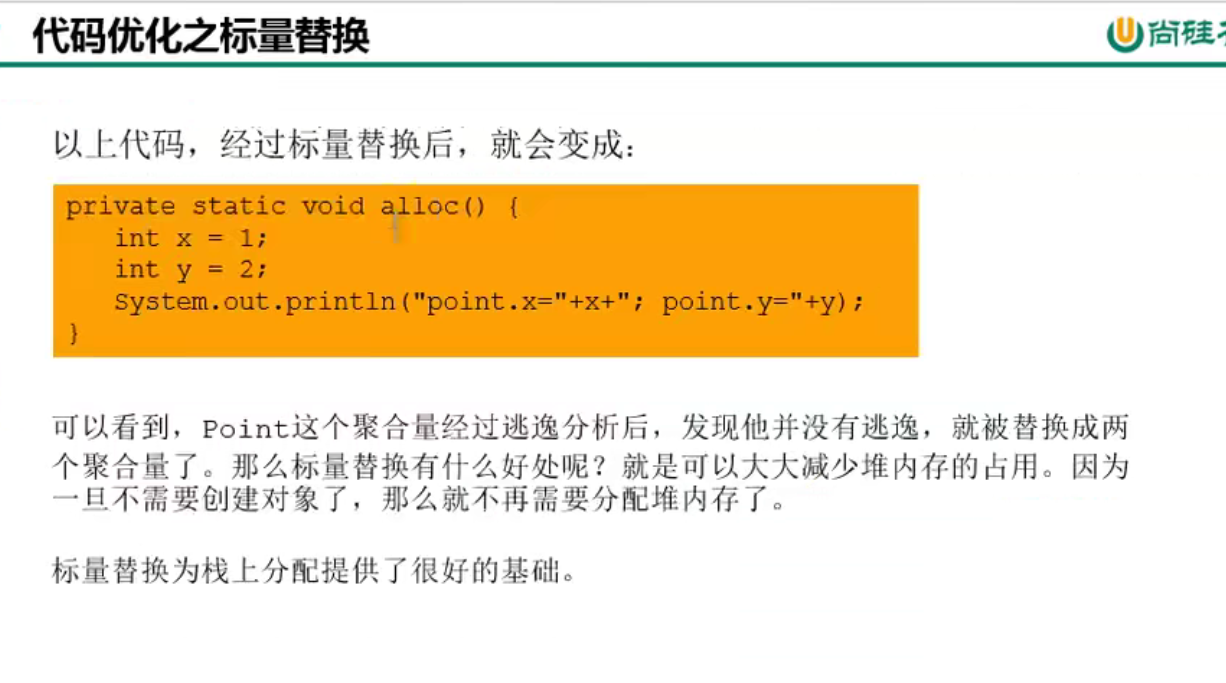 代码优化之标量替换
尚硅
以上代码，经过标量替换后，就会变成：
private static void alloc() {
int x = 1;
int y = 2;
System.out.println("point.x="+x+"; point.y="+y);
}
可以看到，Point这个聚合量经过逃逸分析后，发现他并没有逃逸，就被替换成两
个聚合量了。那么标量替换有什么好处呢？就是可以大大减少堆内存的占用。因为
一旦不需要创建对象了，那么就不再需要分配堆内存了。
标量替换为栈上分配提供了很好的基础。